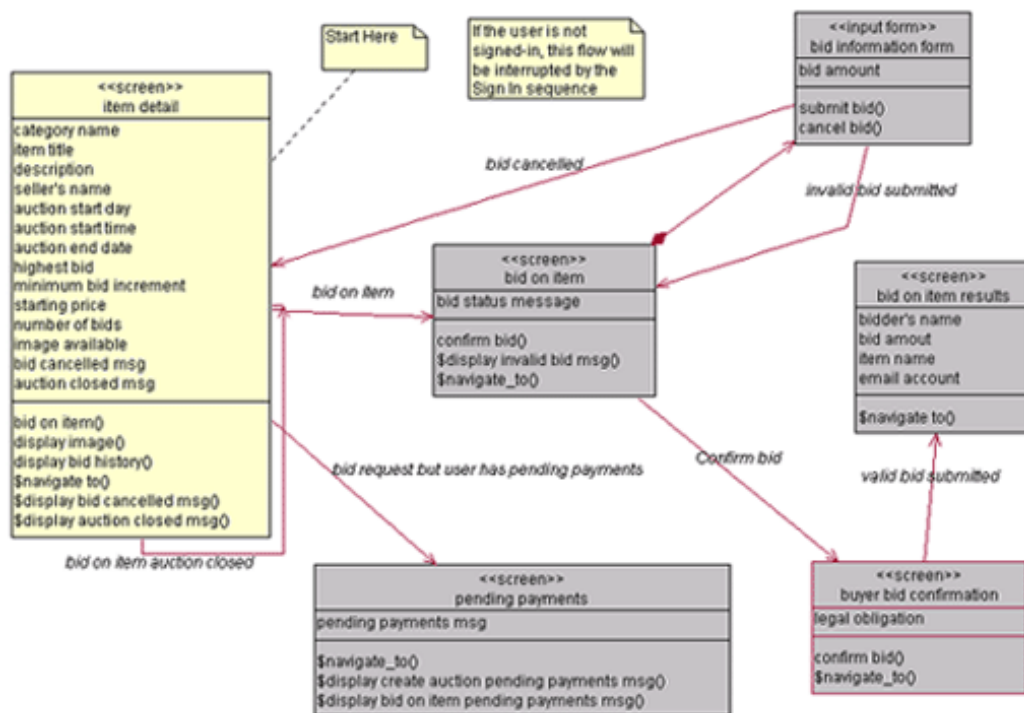 Start Here
If the user is not
signed-in, this flow will
be interrupted by the
Sign In sequence
<<input form>>
bid information form
bid amount
submit bid()
cancel bid()
<<screen>>
item detail
category name
item title
description
seller's name
auction start day
auction start time
auction end date
highest bid
minimum bid increment
starting price
number of bids
image available
bid cancelled msg
auction closed msg
bid on item()
display image()
display bid history()
$navigate to()
$display bid cancelled msg()
$display auction closed msg()
bid cancelled
invalid bid submitted
bid on item
<<screen>>
bid on item
bid status message
confirm bid()
$display invalid bid msg()
$navigate_to()
<<screen>>
bid on item results
bidder's name
bid amout
item name
email account
$navigate to()
bid request but user has pending payments
Confirm bid
valid bid submitted
bid on item auction closed
<<screen>>
pending payments
pending payments msg
$navigate_to()
$display create auction pending payments msg()
$display bid on item pending payments msg()
<<screen>>
buyer bid confirmation
legal obligation
confirm bid()
$navigate_to()